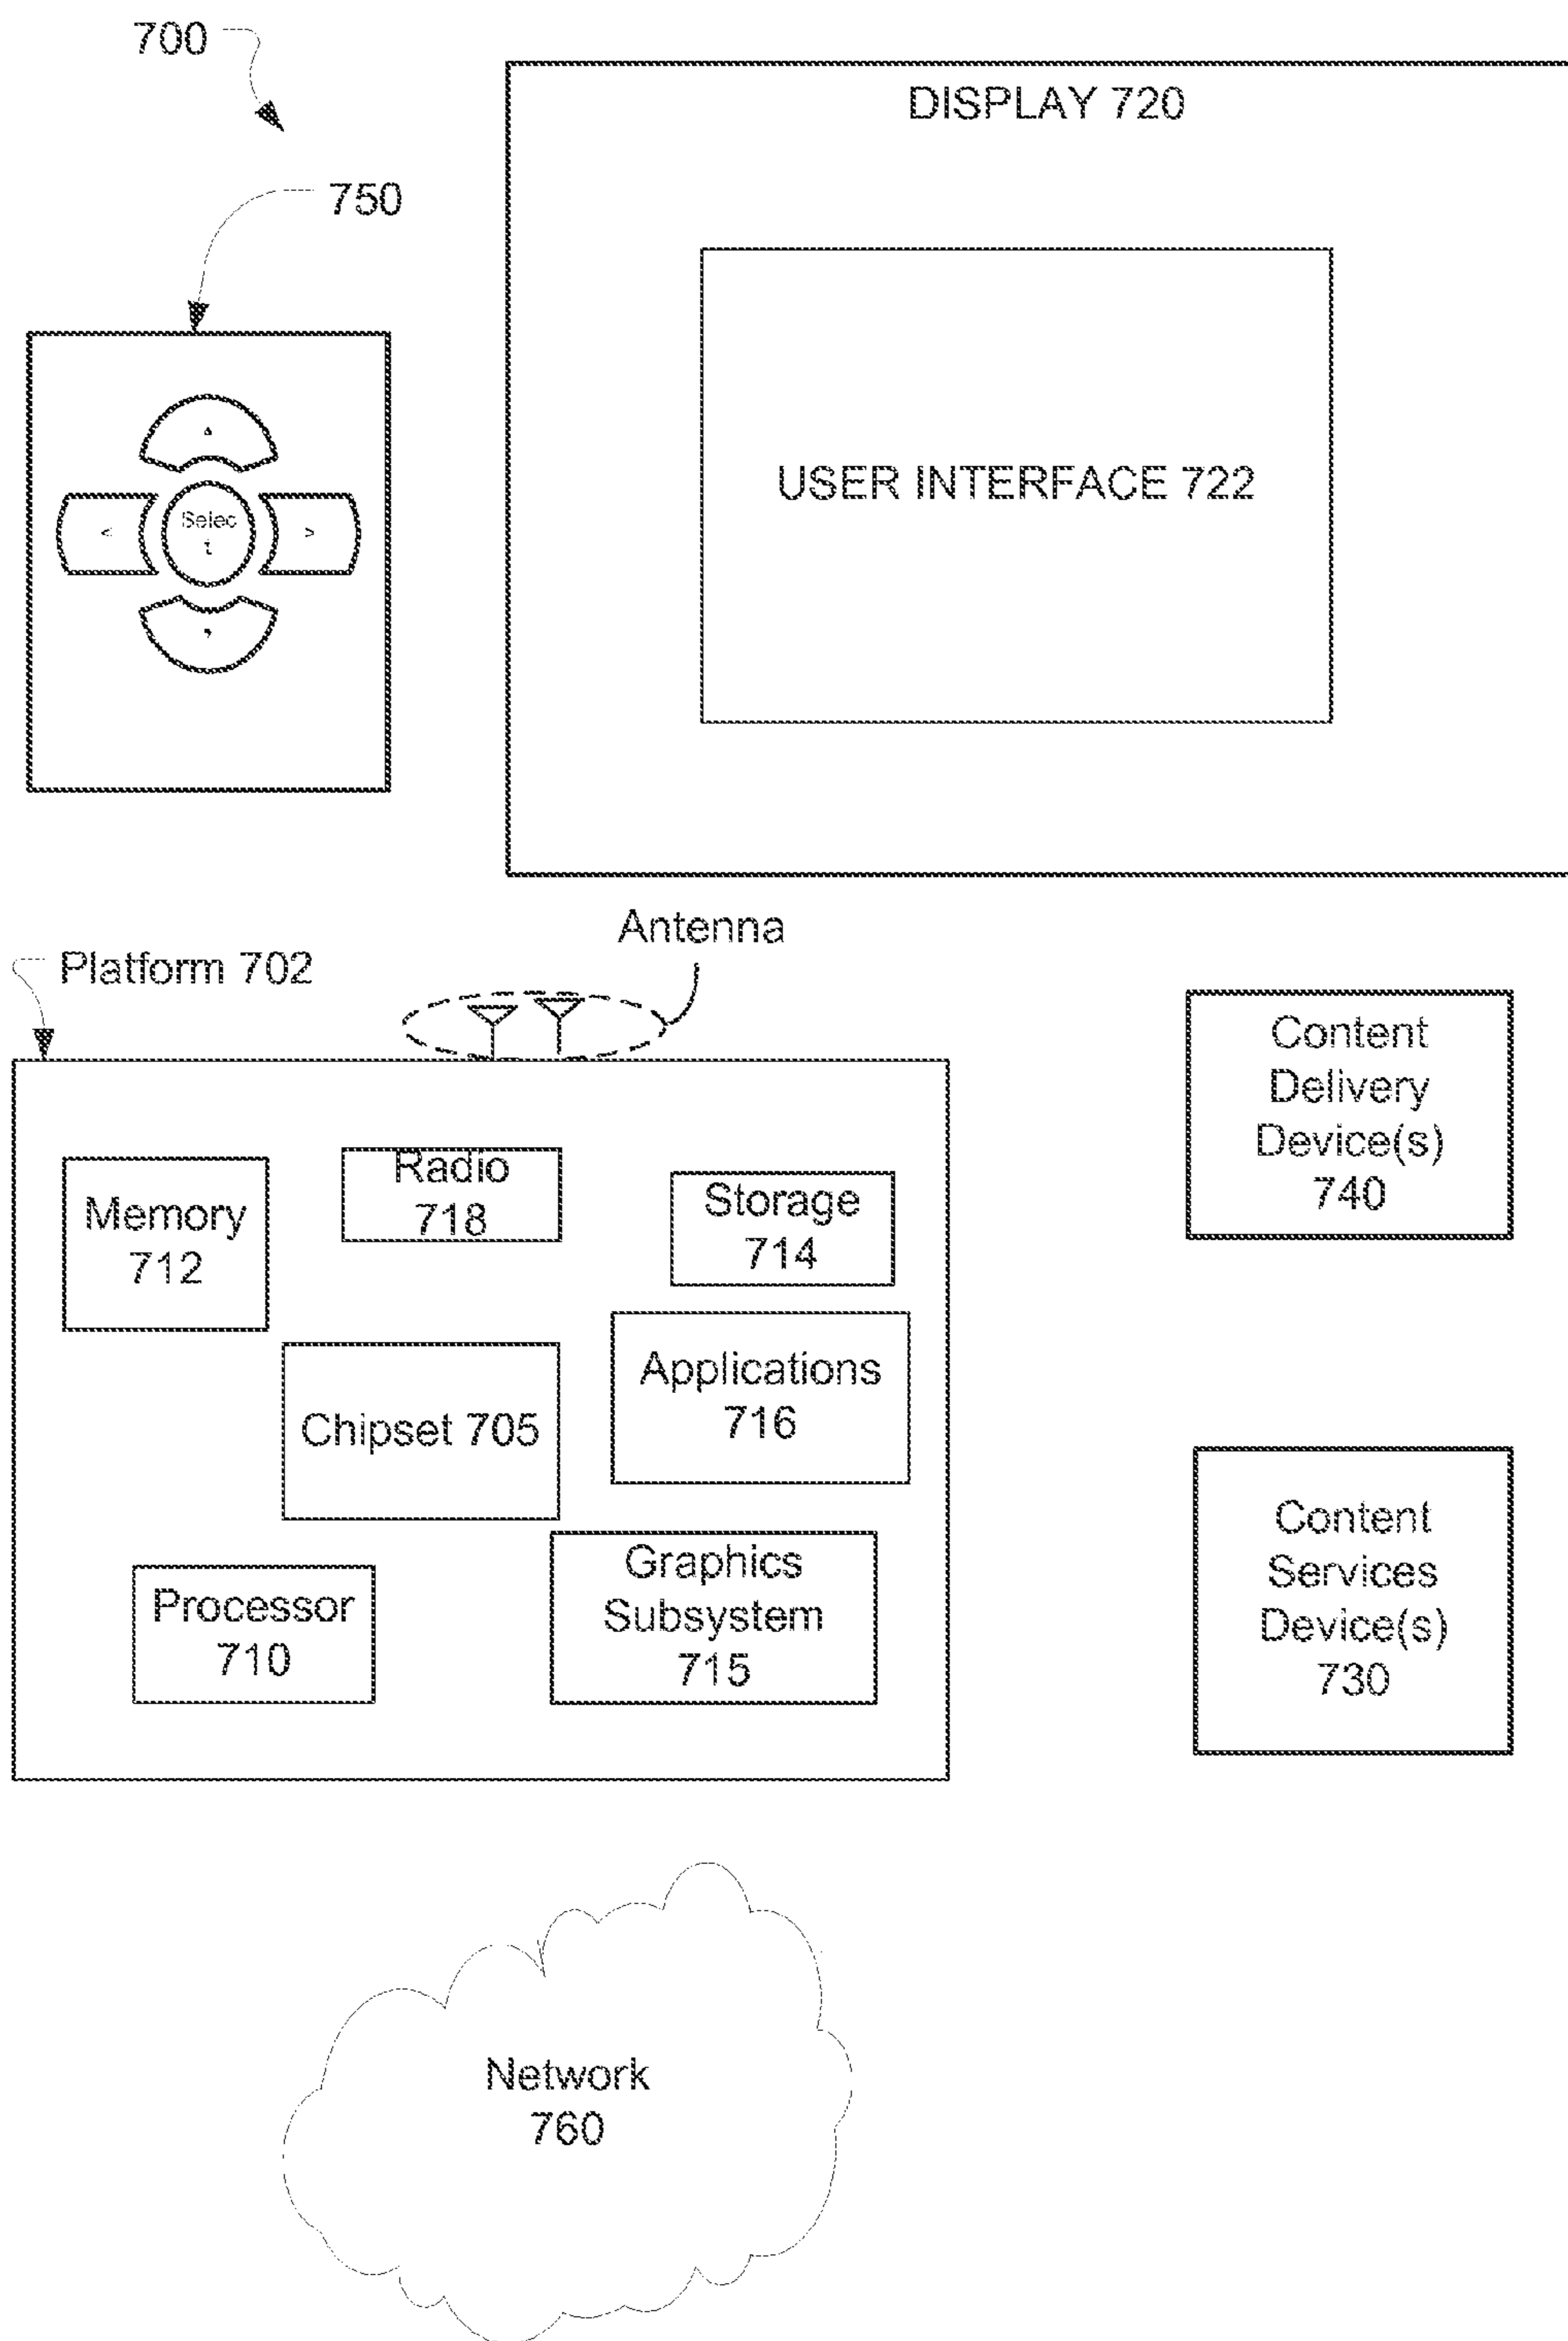 700
DISPLAY 720
750
USER INTERFACE 722
<
Selec
t
>
Antenna
Platform 702
Content
Delivery
Device(s)
740
Memory
712
Radio
718
Storage
714
Chipset 705
Applications
716
Processor
710
Graphics
Subsystem
715
Content
Services
Device(s)
730
Network
760